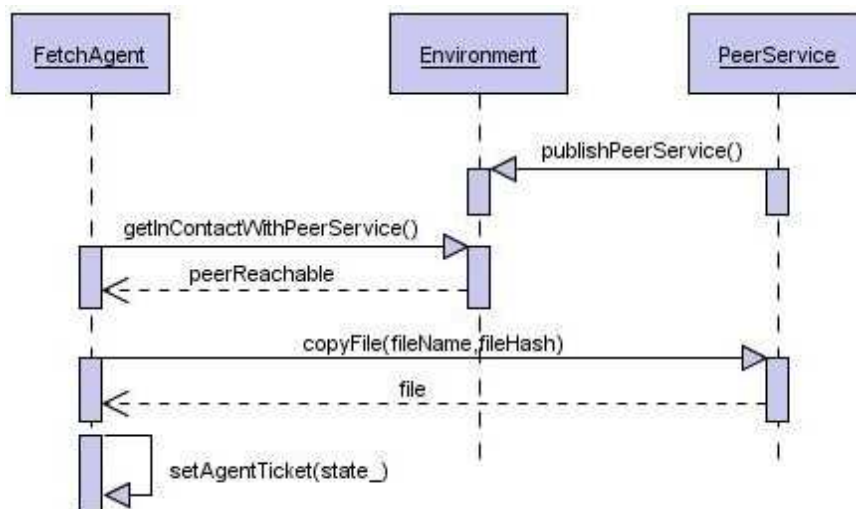 FetchAgent
Environment
PeerService
publishPeerService()
getInContactWithPeerService()
peerReachable
copyFile(fileName,fileHash)
file
setAgentTicket(state_)